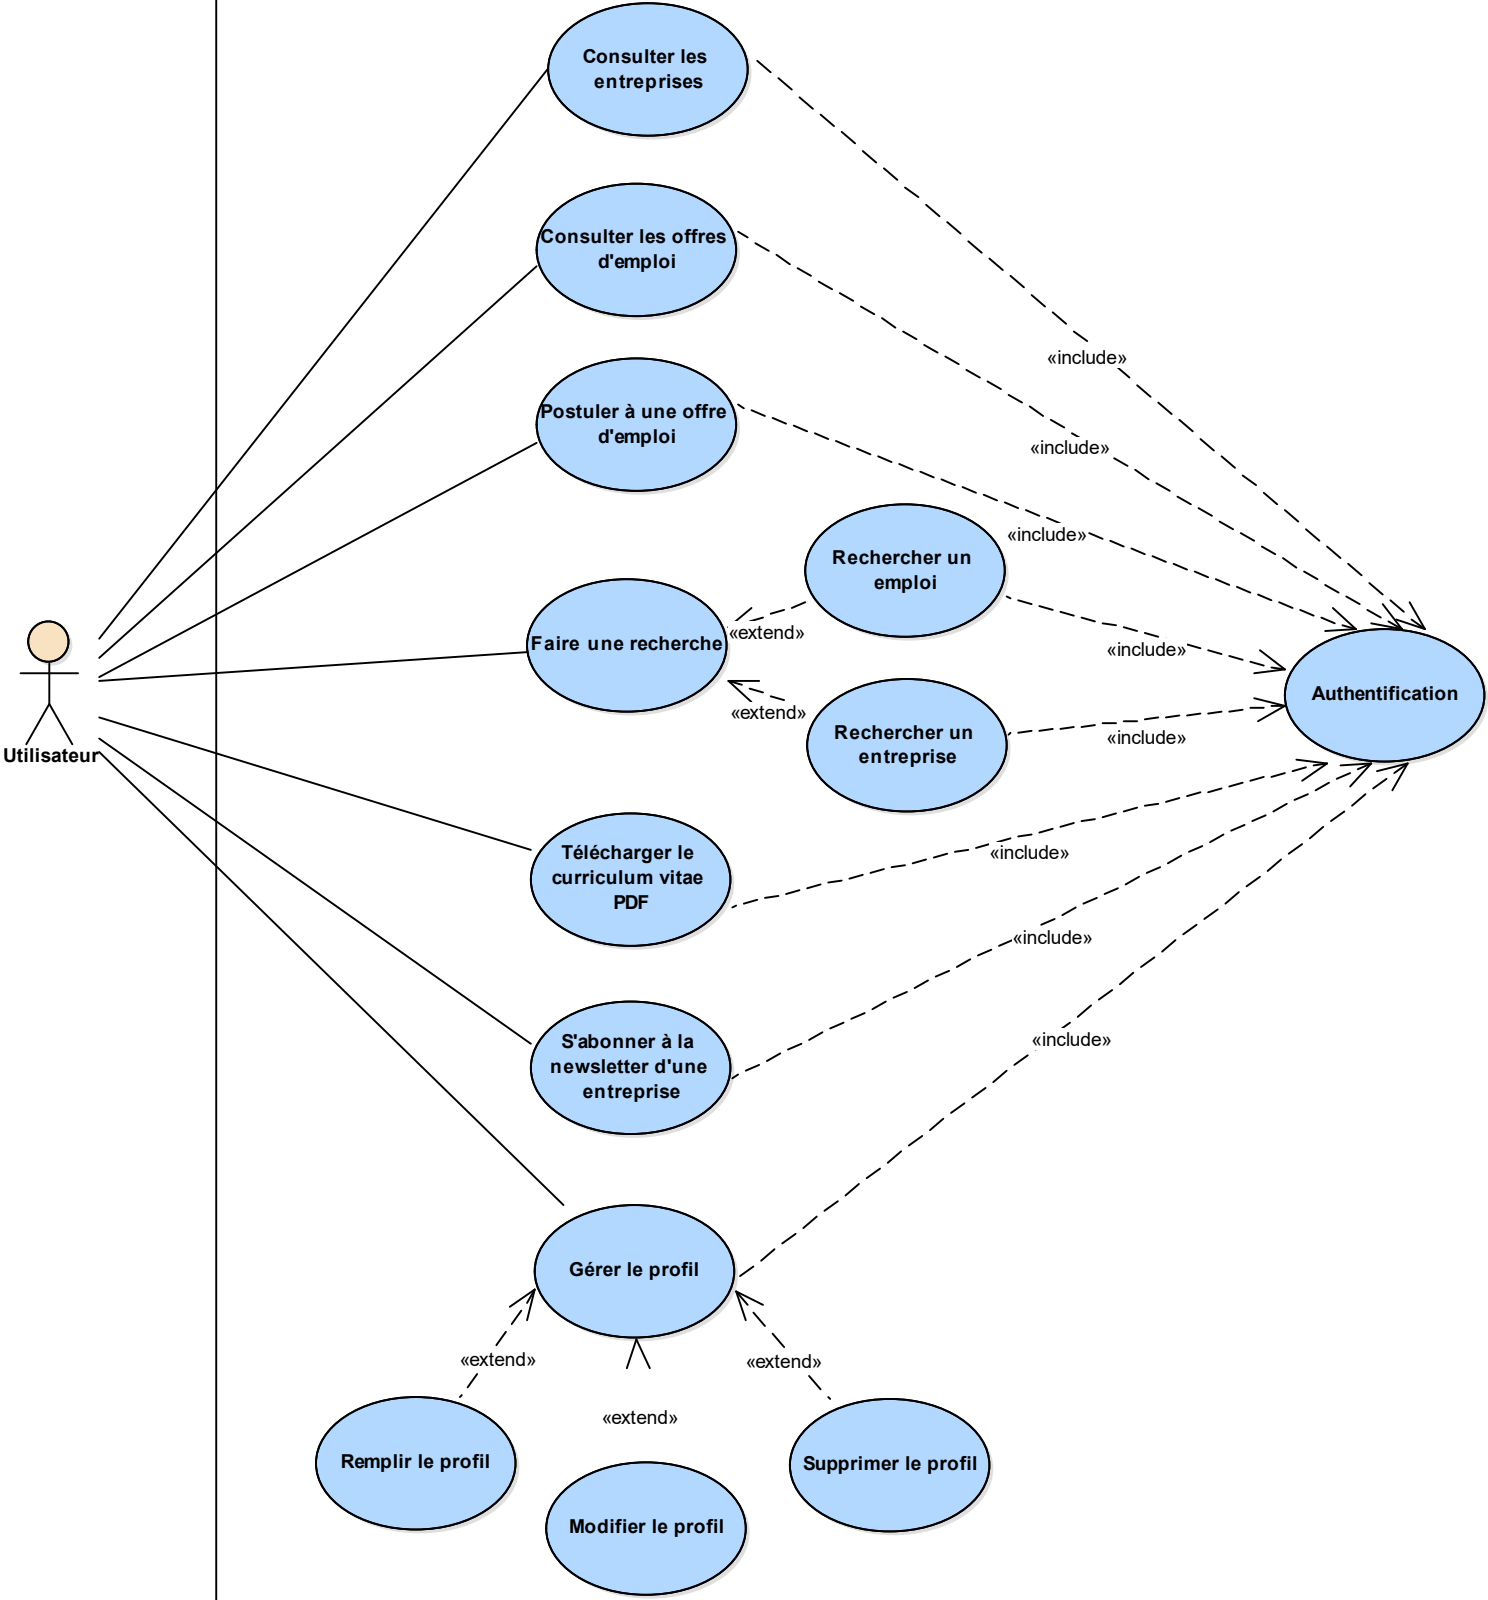 Consulter les
entreprises
Consulter les offres
d'emploi
«include»
«include»
Postuler à une offre
d'emploi
«include»
Rechercher un
emploi
Faire une recherche
«extend»
«include»
Authentification
«extend»
Rechercher un
entreprise
«include»
Utilisateur
Télécharger le
curriculum vitae
PDF
«include»
«include»
S'abonner à la
newsletter d'une
entreprise
«include»
Gérer le profil
«extend»
«extend»
«extend»
Remplir le profil
Supprimer le profil
Modifier le profil